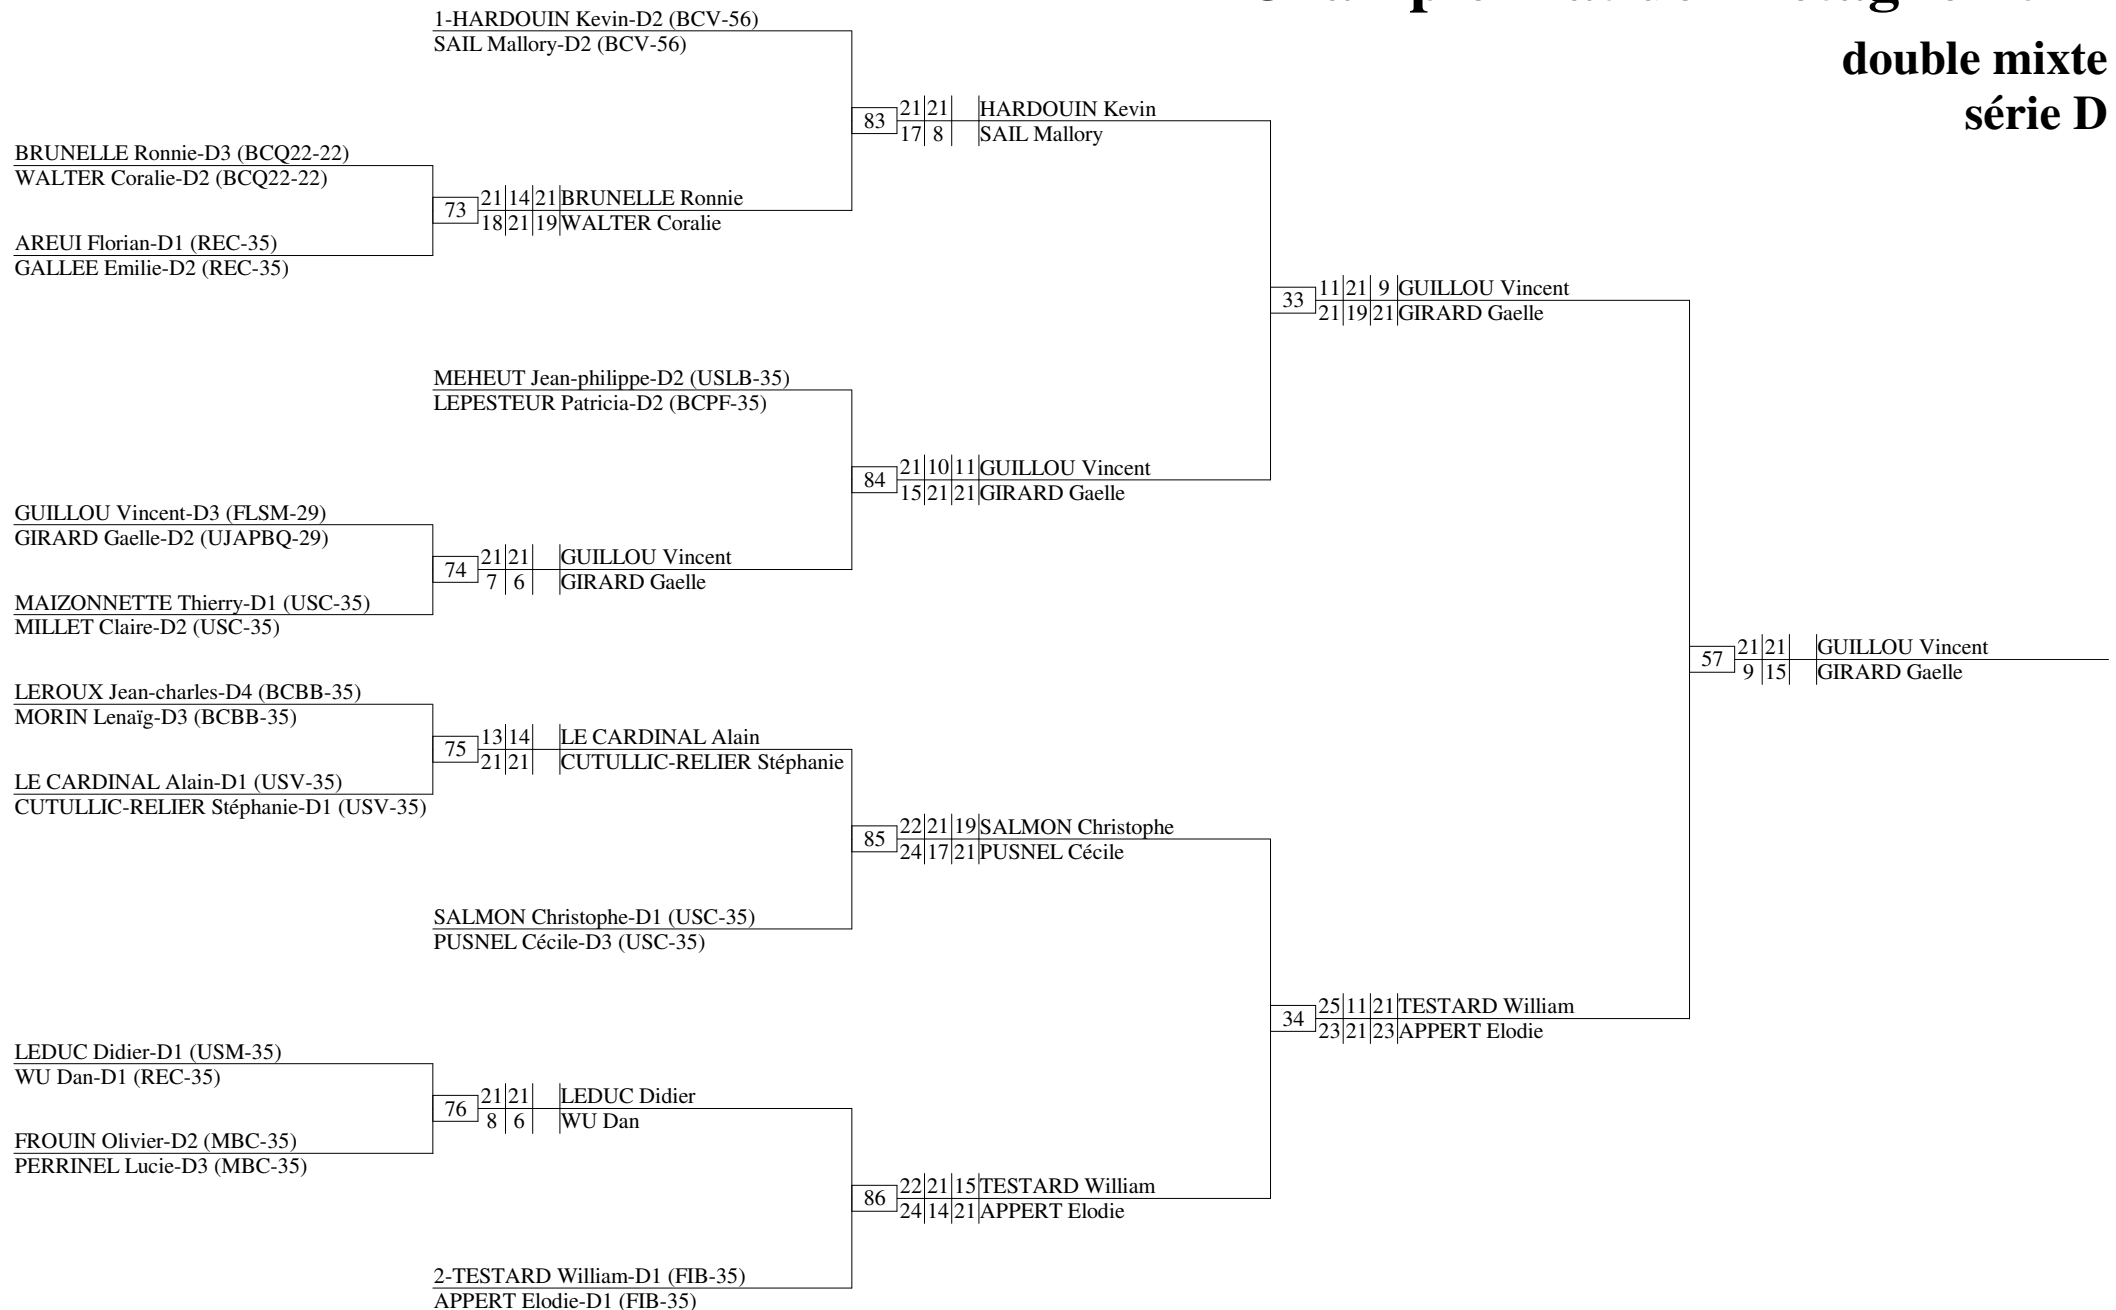 double mixte
série D
1-HARDOUIN Kevin-D2 (BCV-56)
SAIL Mallory-D2 (BCV-56)
83
21 21
17 8
HARDOUIN Kevin
SAIL Mallory
BRUNELLE Ronnie-D3 (BCQ22-22)
WALTER Coralie-D2 (BCQ22-22)
73
21 14 21
18 21 19
BRUNELLE Ronnie
WALTER Coralie
AREUI Florian-D1 (REC-35)
GALLEE Emilie-D2 (REC-35)
33
11 21 9
21 19 21
GUILLOU Vincent
GIRARD Gaelle
MEHEUT Jean-philippe-D2 (USLB-35)
LEPESTEUR Patricia-D2 (BCPF-35)
84
21 10 11
15 21 21
GUILLOU Vincent
GIRARD Gaelle
GUILLOU Vincent-D3 (FLSM-29)
GIRARD Gaelle-D2 (UJAPBQ-29)
74
21 21
7 6
GUILLOU Vincent
GIRARD Gaelle
MAIZONNETTE Thierry-D1 (USC-35)
MILLET Claire-D2 (USC-35)
57
21 21
9 15
GUILLOU Vincent
GIRARD Gaelle
LEROUX Jean-charles-D4 (BCBB-35)
MORIN Lenaïg-D3 (BCBB-35)
75
13 14
21 21
LE CARDINAL Alain
CUTULLIC-RELIER Stéphanie
LE CARDINAL Alain-D1 (USV-35)
CUTULLIC-RELIER Stéphanie-D1 (USV-35)
85
22 21 19
24 17 21
SALMON Christophe
PUSNEL Cécile
SALMON Christophe-D1 (USC-35)
PUSNEL Cécile-D3 (USC-35)
34
25 11 21
23 21 23
TESTARD William
APPERT Elodie
LEDUC Didier-D1 (USM-35)
WU Dan-D1 (REC-35)
76
21 21
8 6
LEDUC Didier
WU Dan
FROUIN Olivier-D2 (MBC-35)
PERRINEL Lucie-D3 (MBC-35)
86
22 21 15
24 14 21
TESTARD William
APPERT Elodie
2-TESTARD William-D1 (FIB-35)
APPERT Elodie-D1 (FIB-35)